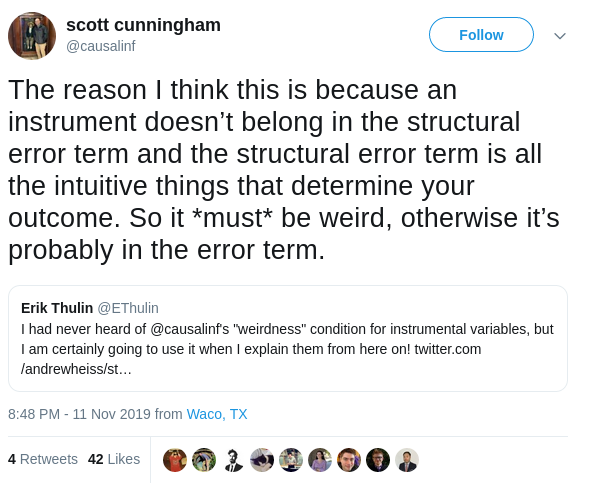 scott cunningham
@causalinf
Follow
The reason I think this is because an
instrument doesn't belong in the structural
error term and the structural error term is all
the intuitive things that determine your
outcome. So it *must* be weird, otherwise it's
probably in the error term.
Erik Thulin @EThulin
I had never heard of @causalinf's "weirdness" condition for instrumental variables, but
I am certainly going to use it when I explain them from here on! twitter.com
/andrewheiss/st…
8:48 PM - 11 Nov 2019 from Waco, TX
4 Retweets 42 Likes